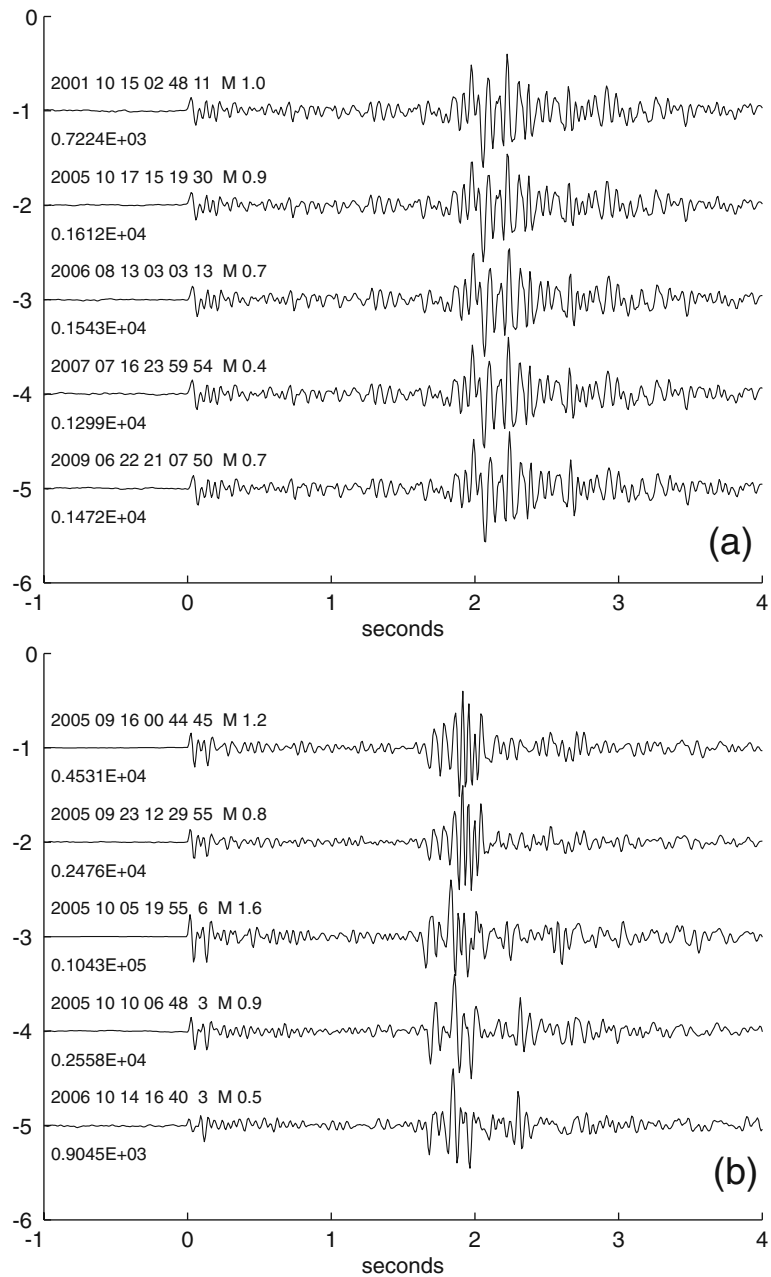 0
2001 10 15 02 48 11 M 1.0
-1
0.7224E+03
2005 10 17 15 19 30 M 0.9
-2
0.1612E+04
2006 08 13 03 03 13 M 0.7
-3
0.1543E+04
2007 07 16 23 59 54 M 0.4
-4
0.1299E+04
2009 06 22 21 07 50 M 0.7
-5
0.1472E+04
(a)
-6
-1 0 1 2 3 4
seconds
0
2005 09 16 00 44 45 M 1.2
-1
0.4531E+04
2005 09 23 12 29 55 M 0.8
-2
0.2476E+04
2005 10 05 19 55 6 M 1.6
-3
0.1043E+05
2005 10 10 06 48 3 M 0.9
-4
0.2558E+04
2006 10 14 16 40 3 M 0.5
-5
0.9045E+03
(b)
-6
-1 0 1 2 3 4
seconds